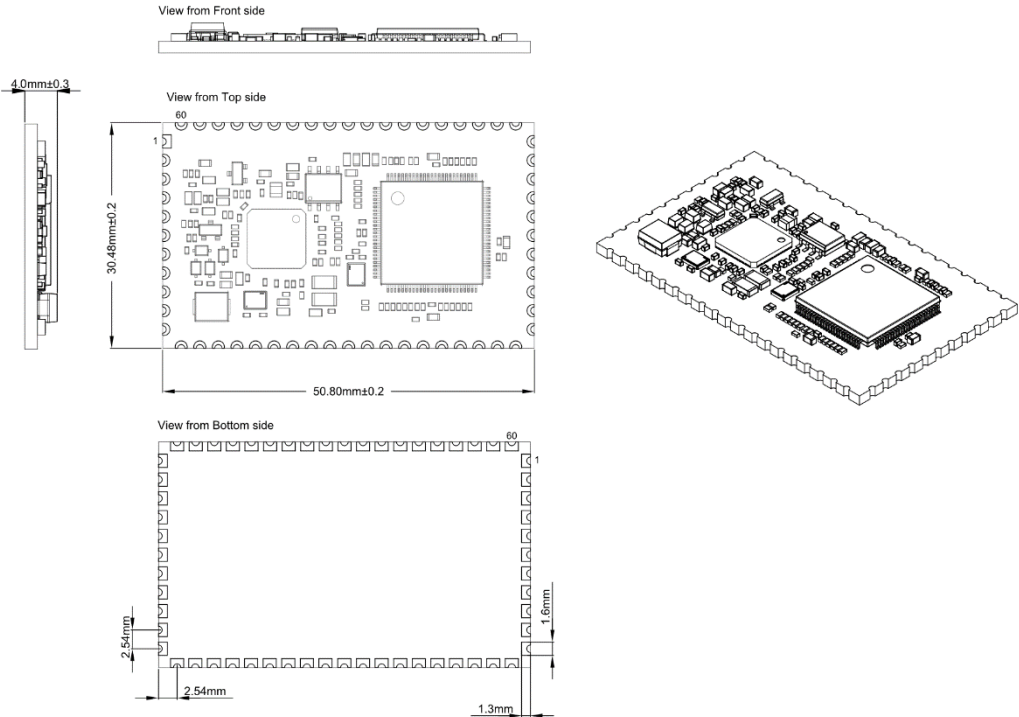 View from Front side
4.0mm±0.3
View from Top side
60
1
30.48mm±0.2
50.80mm±0.2
View from Bottom side
60
1
2.54mm
1.6mm
2.54mm
1.3mm